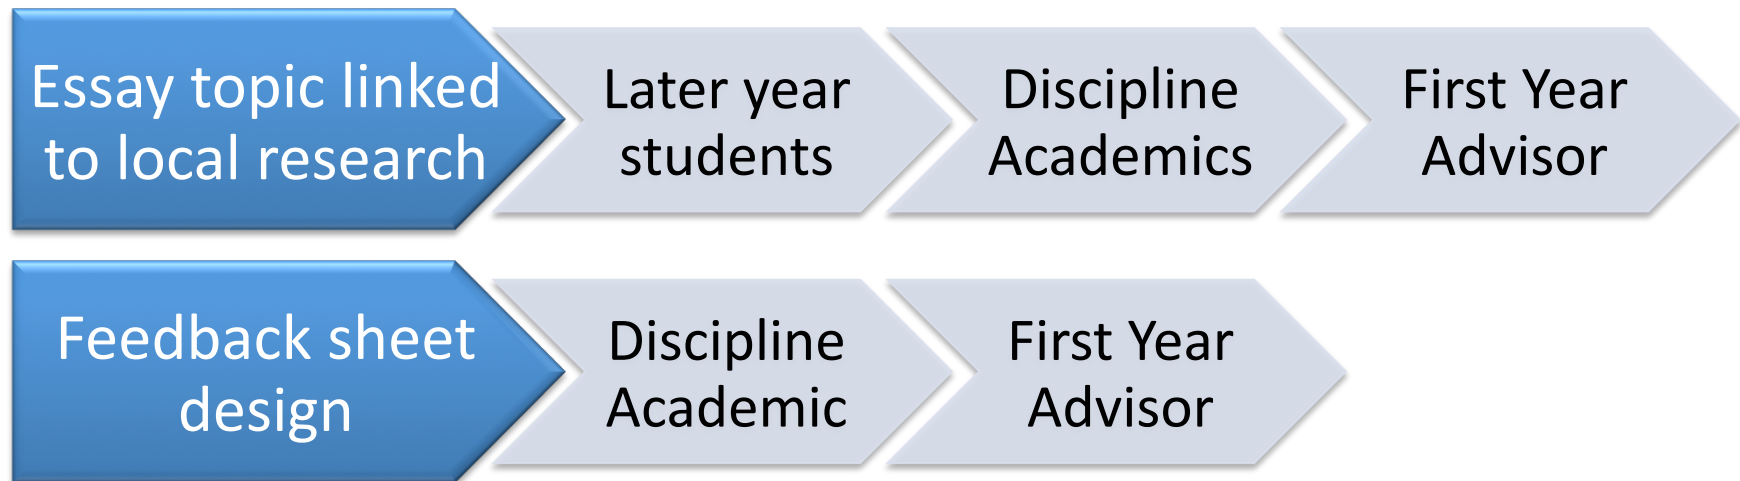 Essay topic linked
to local research
Later year
students
Discipline
Academics
First Year
Advisor
Feedback sheet
design
Discipline
Academic
First Year
Advisor